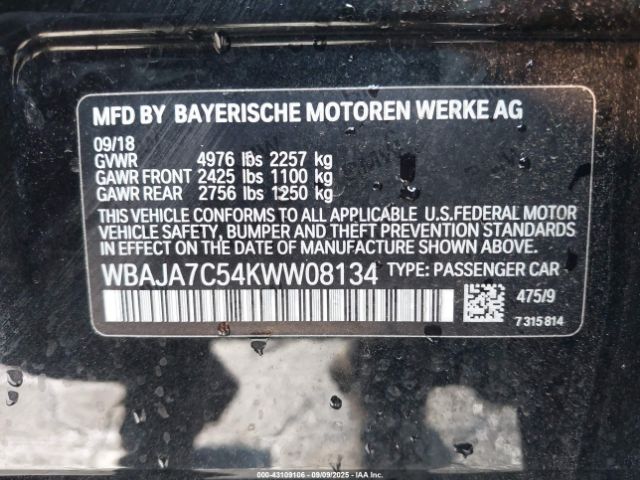 MFD BY BAYERISCHE MOTOREN WERKE AG
09/18
GVWR 4976 lbs 2257 kg
GAWR FRONT 2425 lbs 1100 kg
GAWR REAR 2756 lbs 1250 kg
THIS VEHICLE CONFORMS TO ALL APPLICABLE U.S.FEDERAL MOTOR
VEHICLE SAFETY, BUMPER AND THEFT PREVENTION STANDARDS
IN EFFECT ON THE DATE OF MANUFACTURE SHOWN ABOVE.
WBAJA7C54KWW08134 TYPE: PASSENGER CAR
475/9
7315814
000-43109106 - 09/09/2025 - IAA Inc.